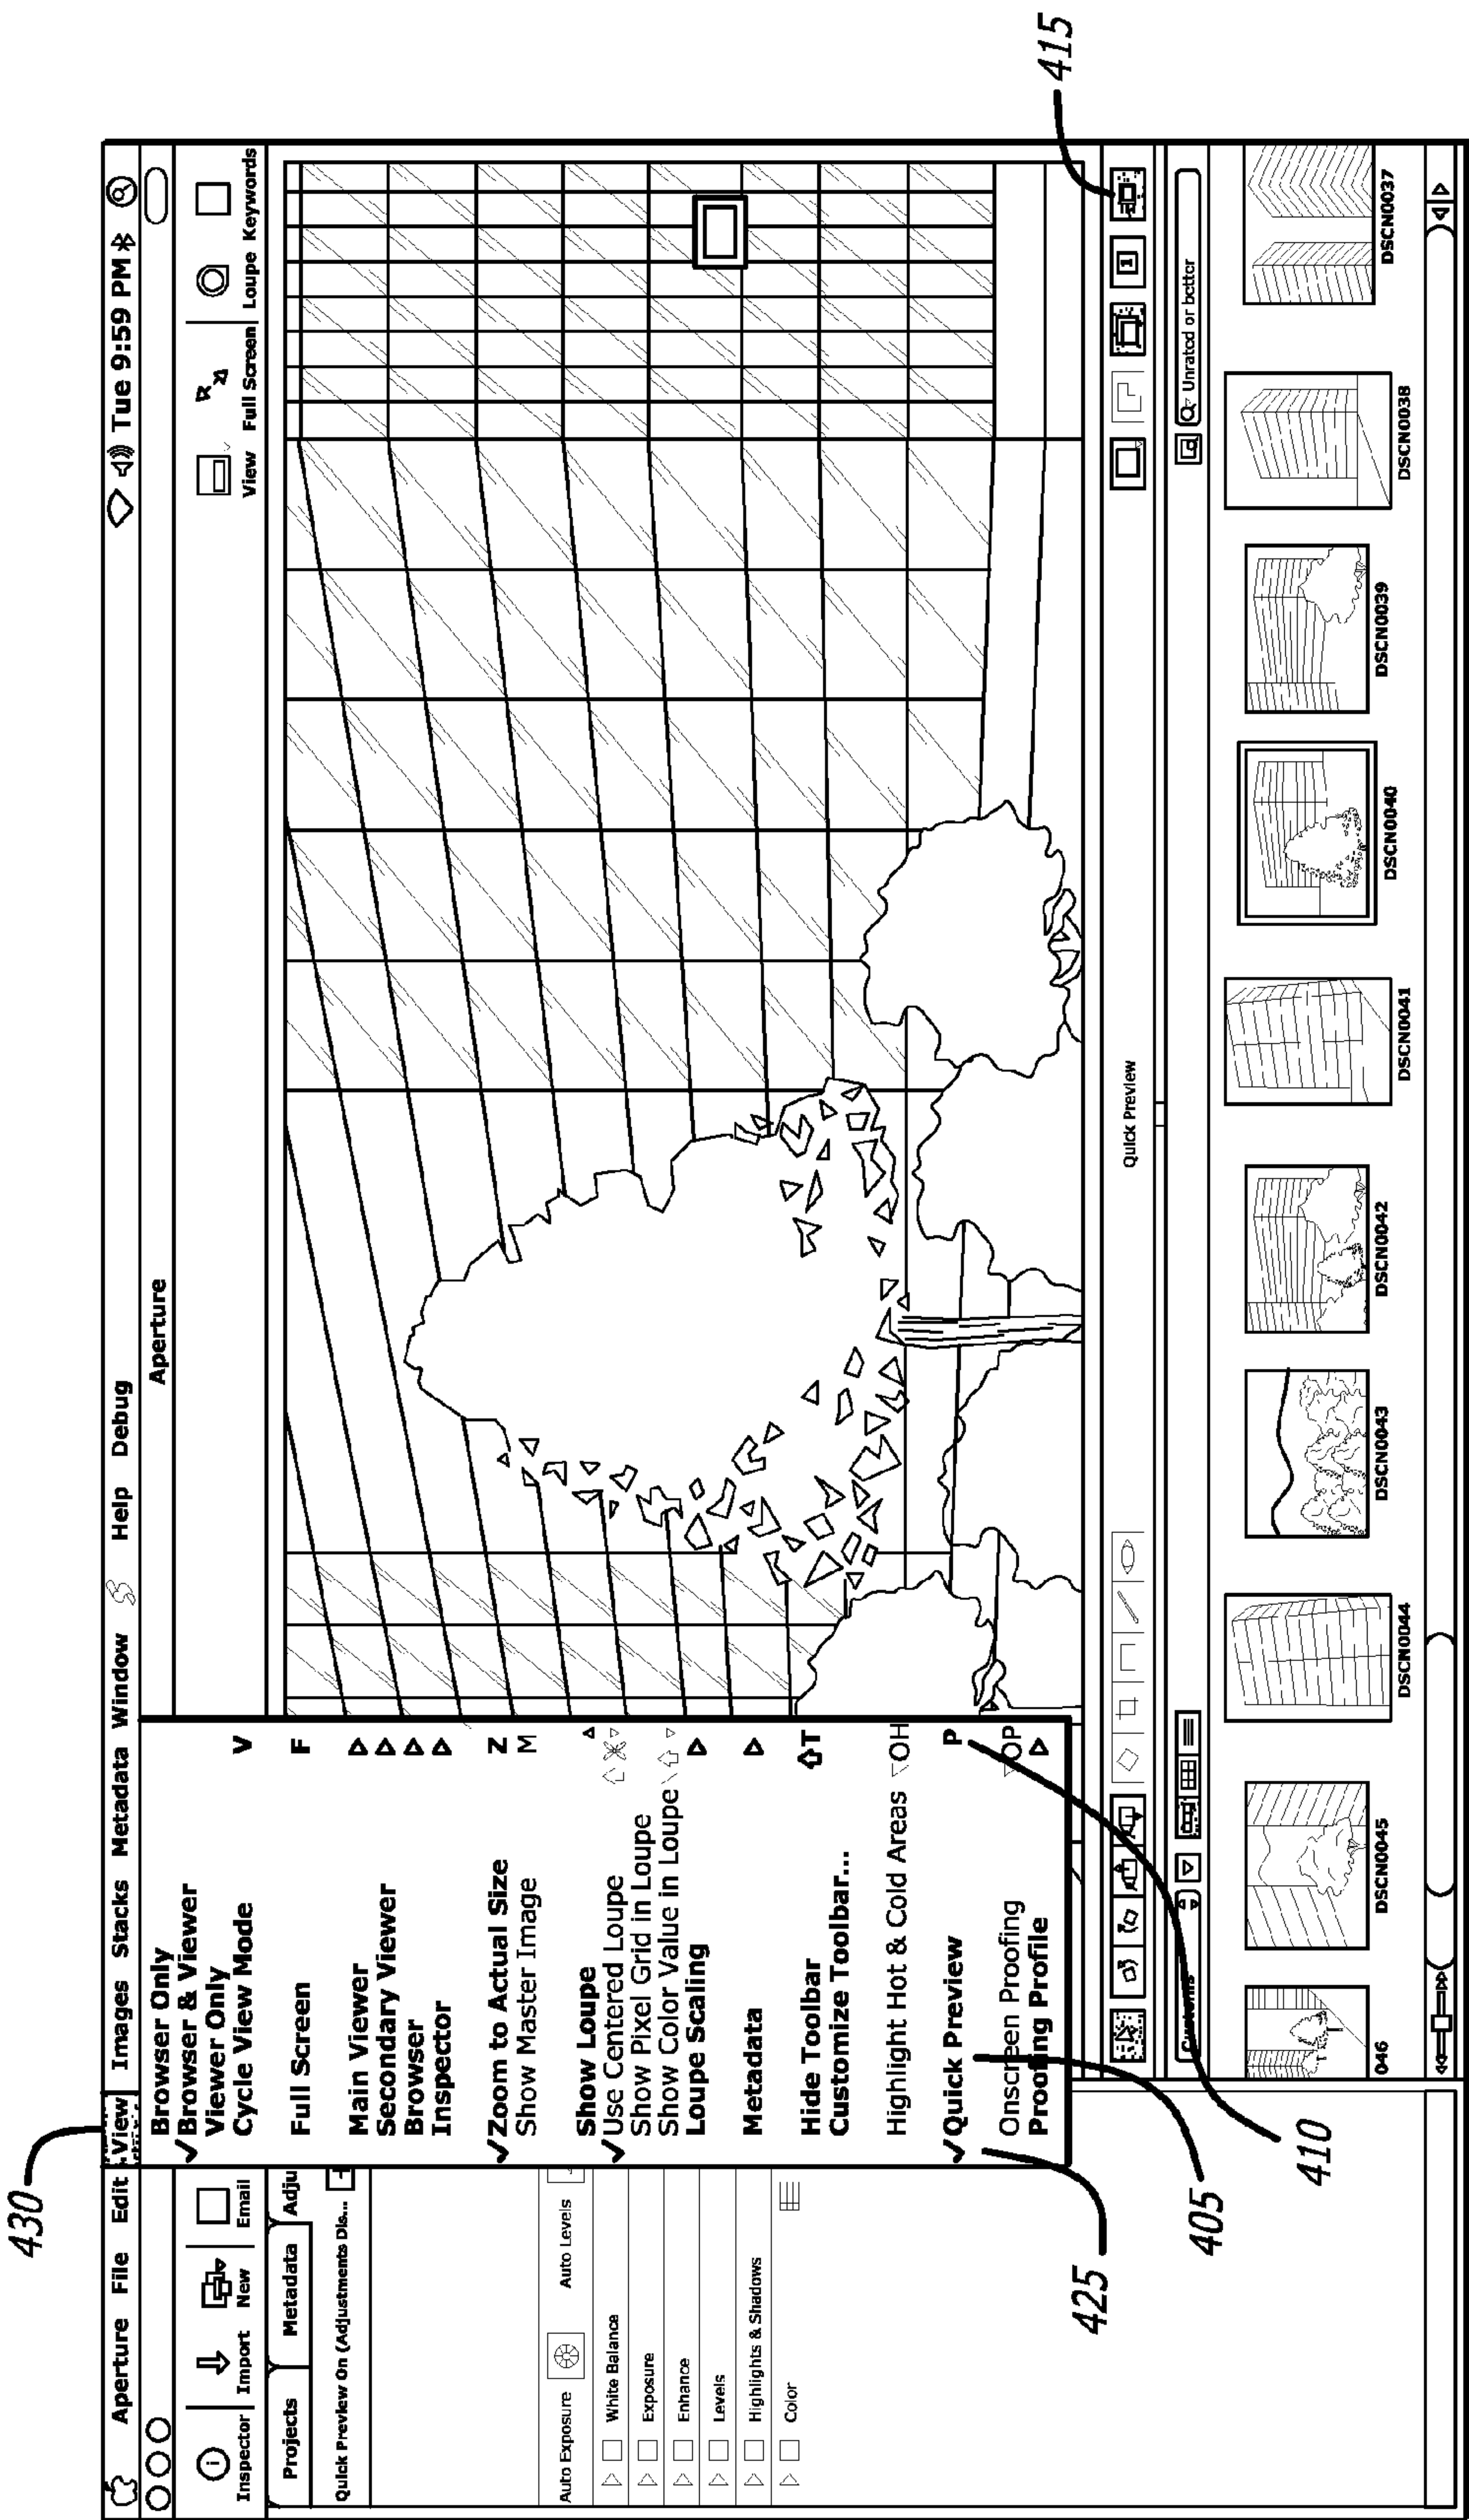 430
Aperture File Edit View Images Stacks Metadata Window Help Debug Tue 9:59 PM
Aperture
Inspector Import New Email
View Full Screen Loupe Keywords
Projects Metadata Adju
Quick Preview On (Adjustments Dis...
Auto Exposure Auto Levels
White Balance
Exposure
Enhance
Levels
Highlights & Shadows
Color
Browser Only
✓Browser & Viewer
Viewer Only
Cycle View Mode V
Full Screen F
Main Viewer
Secondary Viewer
Browser
Inspector
✓Zoom to Actual Size Z
Show Master Image M
Show Loupe
✓Use Centered Loupe
Show Pixel Grid in Loupe
Show Color Value in Loupe
Loupe Scaling
Metadata
Hide Toolbar ⇧T
Customize Toolbar...
Highlight Hot & Cold Areas OH
✓Quick Preview P
Onscreen Proofing OP
Proofing Profile
Quick Preview
1
415
Unrated or better
046
DSCN0045
DSCN0044
DSCN0043
DSCN0042
DSCN0041
DSCN0040
DSCN0039
DSCN0038
DSCN0037
425
405
410